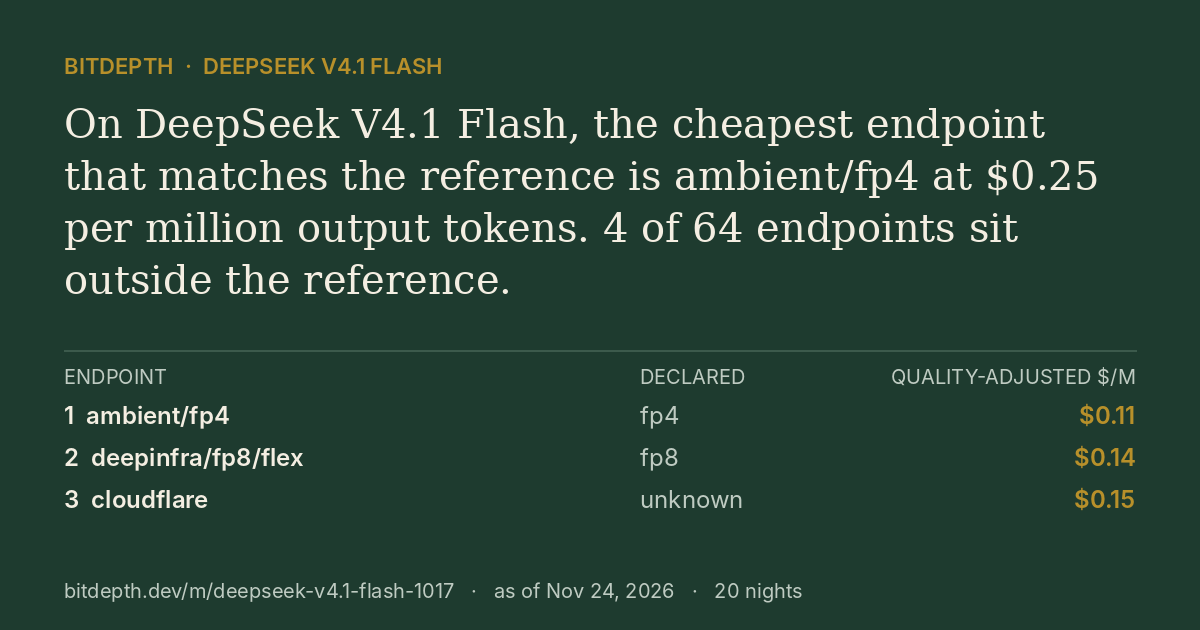 BITDEPTH · DEEPSEEK V4.1 FLASH
On DeepSeek V4.1 Flash, the cheapest endpoint
that matches the reference is ambient/fp4 at $0.25
per million output tokens. 4 of 64 endpoints sit
outside the reference.
ENDPOINT DECLARED QUALITY-ADJUSTED $/M
1 ambient/fp4 fp4 $0.11
2 deepinfra/fp8/flex fp8 $0.14
3 cloudflare unknown $0.15
bitdepth.dev/m/deepseek-v4.1-flash-1017 · as of Nov 24, 2026 · 20 nights